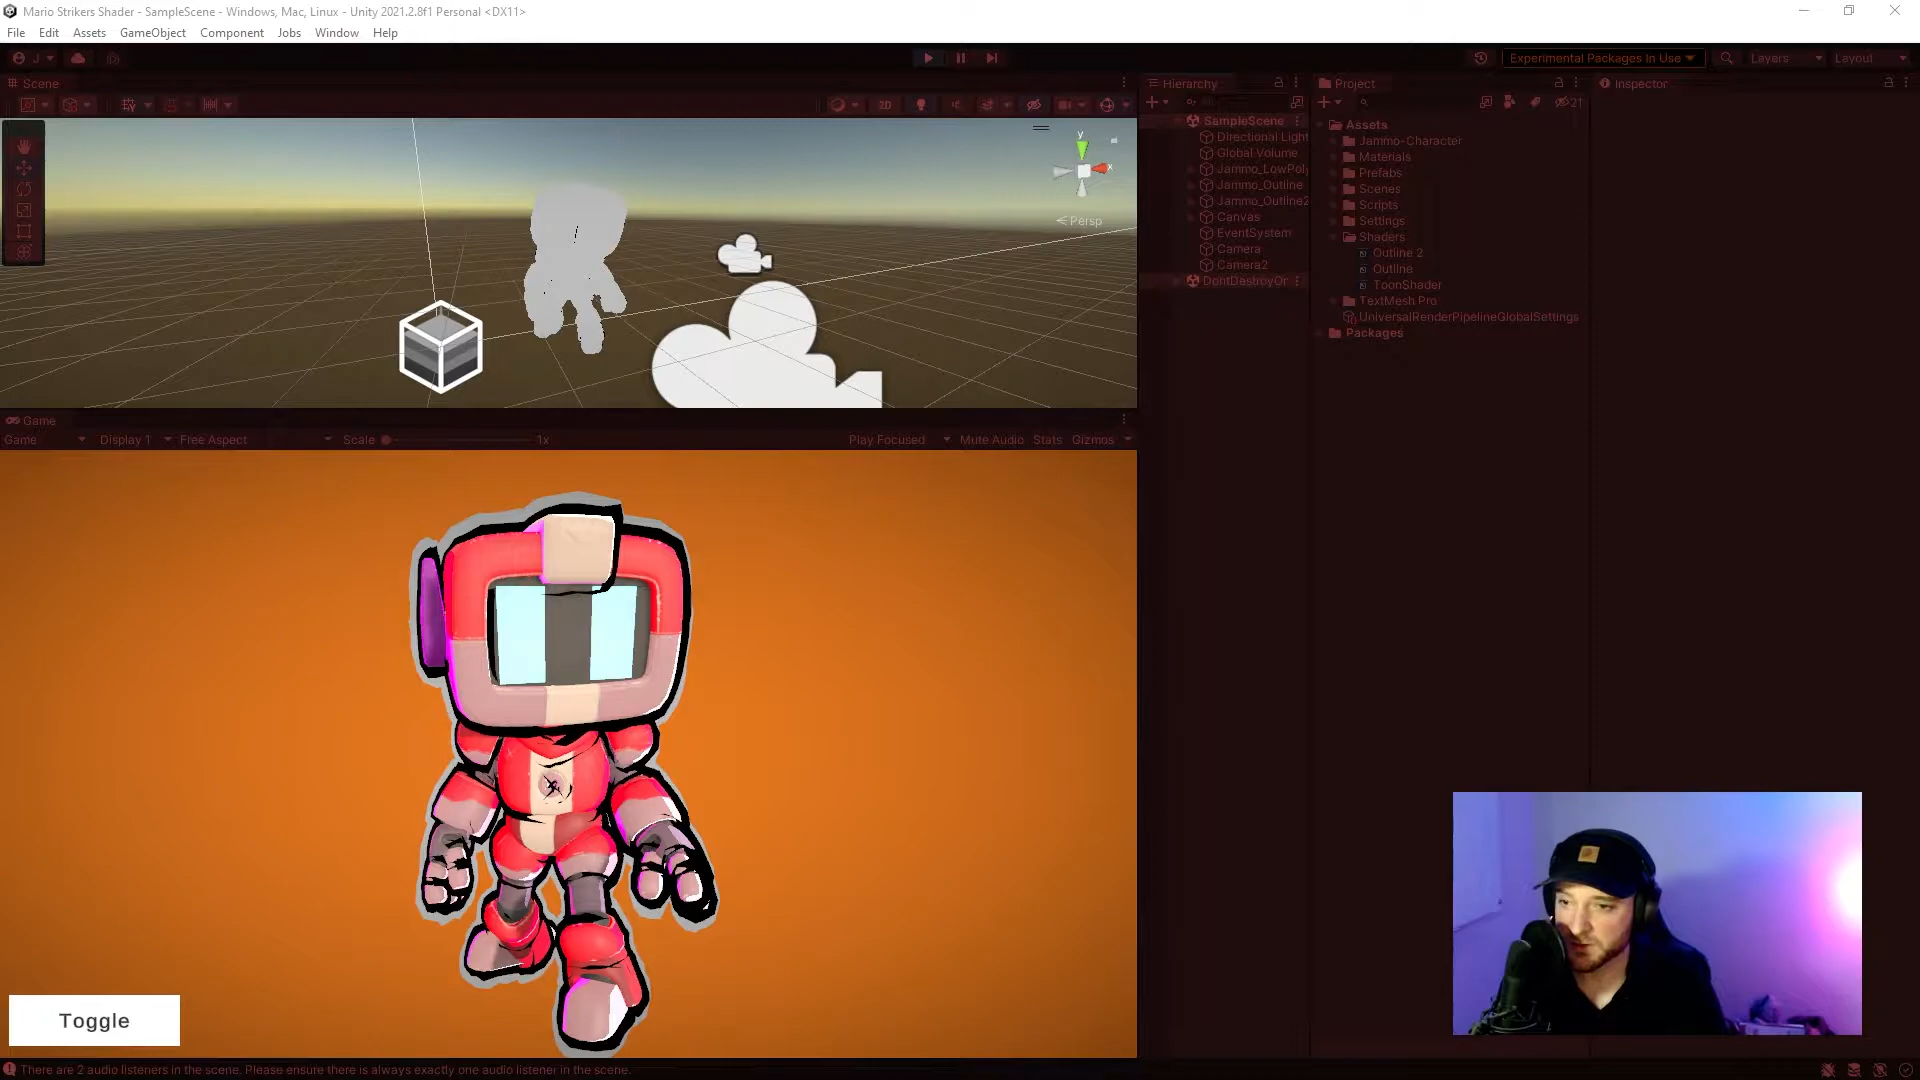 Mario Strikers Shader - SampleScene - Windows, Mac, Linux - Unity 2021.2.8f1 Personal <DX11>
File Edit Assets GameObject Component Jobs Window Help
J
Experimental Packages In Use
Layers
Layout
Scene
2D
y
x
Persp
Hierarchy
SampleScene
Directional Light
Global Volume
Jammo_LowPoly
Jammo_Outline
Jammo_Outline2
Canvas
EventSystem
Camera
Camera2
DontDestroyOn
Project
21
Assets
Jammo-Character
Materials
Prefabs
Scenes
Scripts
Settings
Shaders
Outline 2
Outline
ToonShader
TextMesh Pro
UniversalRenderPipelineGlobalSettings
Packages
Inspector
Game
Game Display 1 Free Aspect Scale 1x Play Focused Mute Audio Stats Gizmos
Toggle
There are 2 audio listeners in the scene. Please ensure there is always exactly one audio listener in the scene.